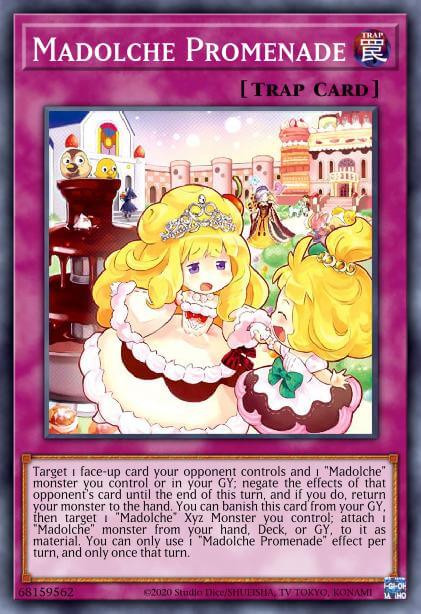 Madolche Promenade
TRAP
罠
[Trap Card]
Target 1 face-up card your opponent controls and 1 "Madolche"
monster you control or in your GY; negate the effects of that
opponent's card until the end of this turn, and if you do, return
your monster to the hand. You can banish this card from your GY,
then target 1 "Madolche" Xyz Monster you control; attach 1
"Madolche" monster from your hand, Deck, or GY, to it as
material. You can only use 1 "Madolche Promenade" effect per
turn, and only once that turn.
68159562
©2020 Studio Dice/SHUEISHA, TV TOKYO, KONAMI